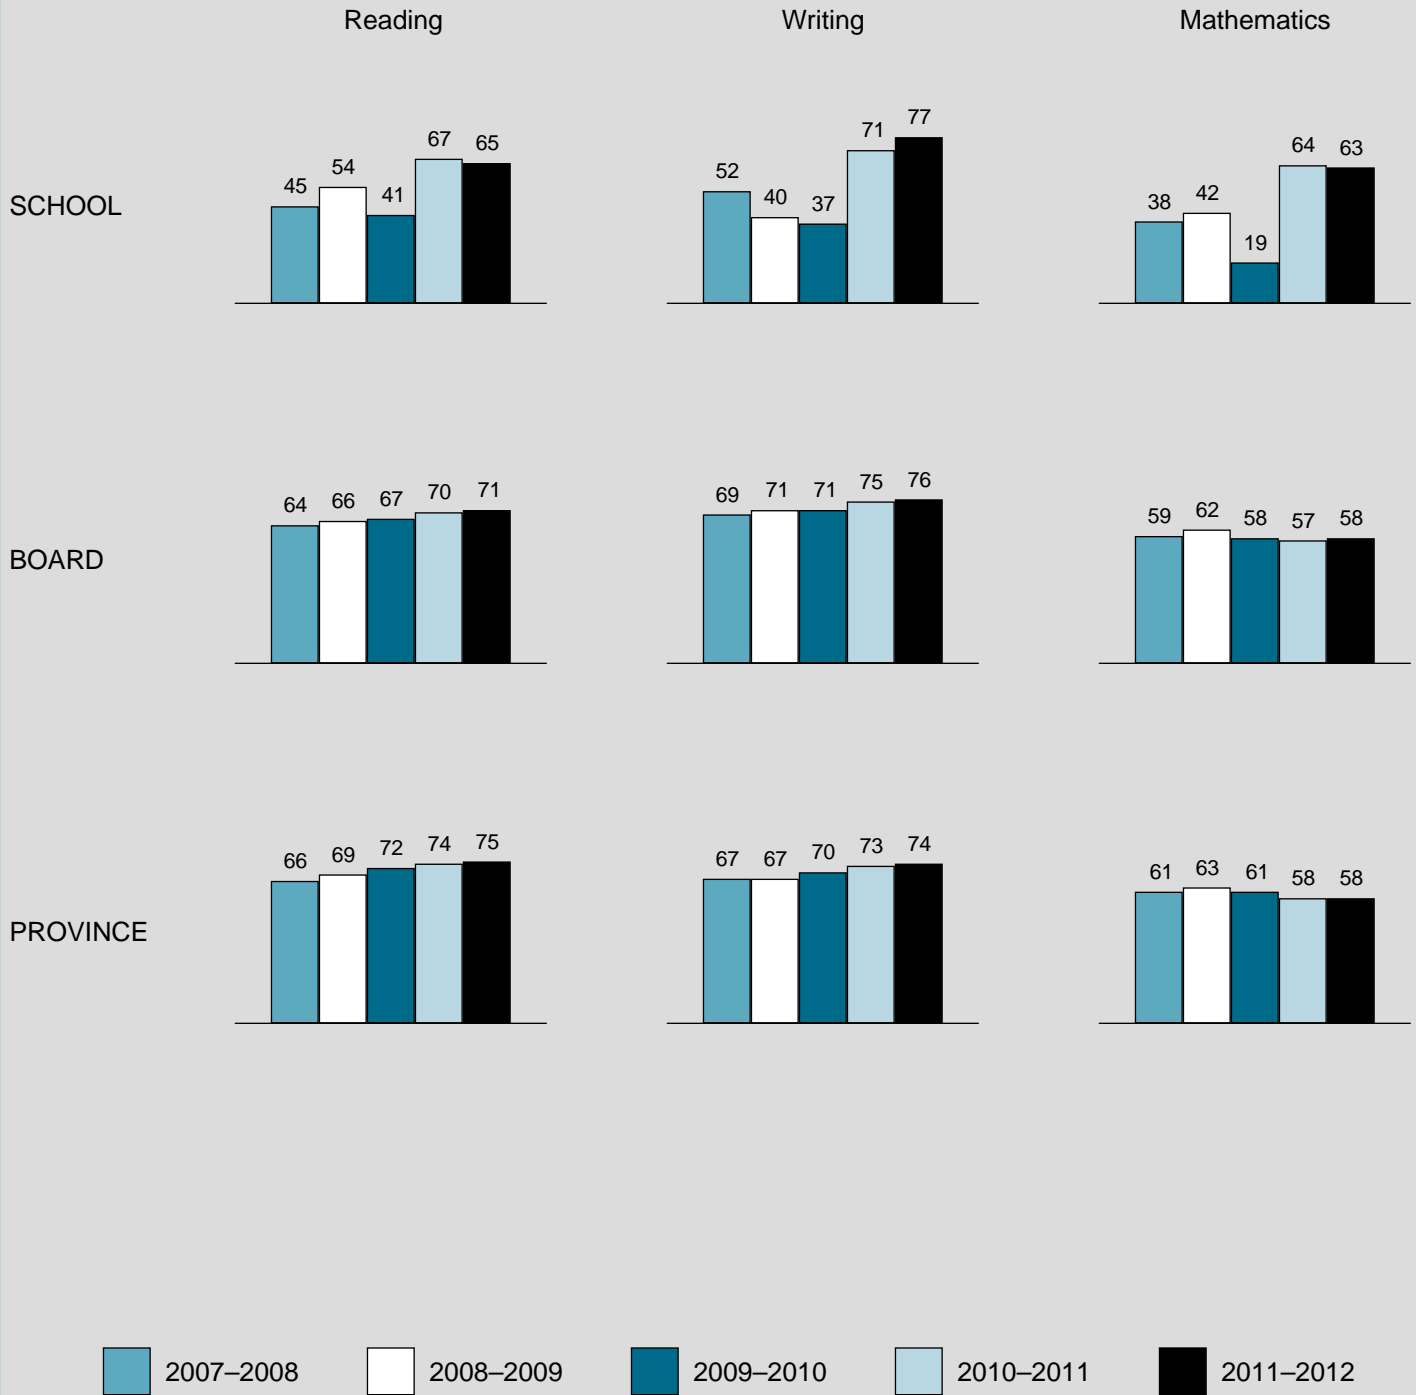 Reading Writing Mathematics
SCHOOL
45 54 41 67 65
52 40 37 71 77
38 42 19 64 63
BOARD
64 66 67 70 71
69 71 71 75 76
59 62 58 57 58
PROVINCE
66 69 72 74 75
67 67 70 73 74
61 63 61 58 58
2007–2008 2008–2009 2009–2010 2010–2011 2011–2012